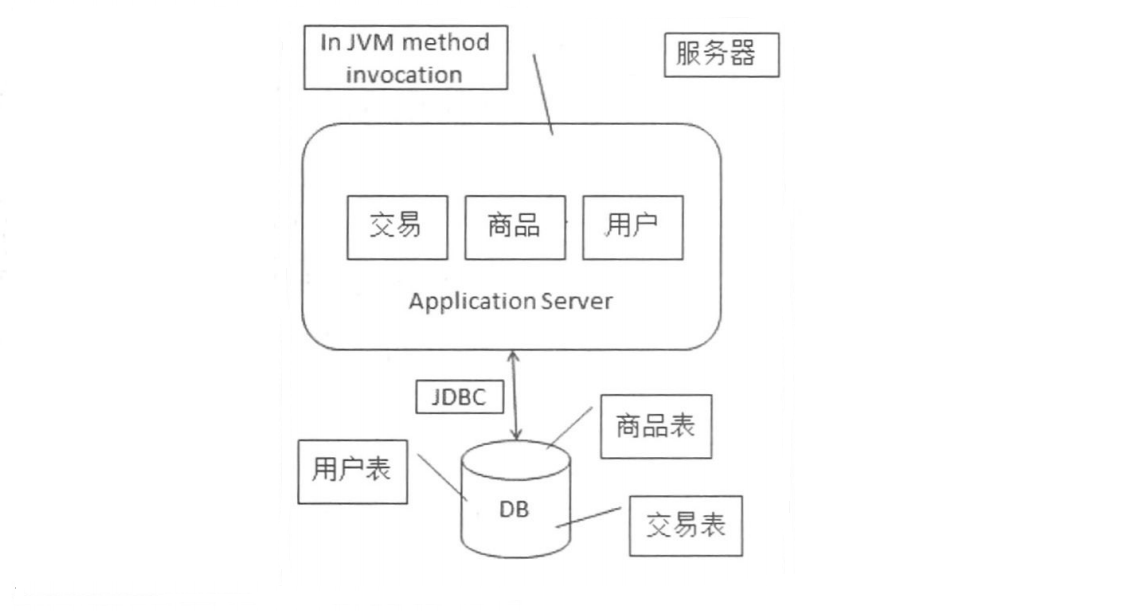 In JVM method
invocation
服务器
交易
商品
用户
Application Server
JDBC
商品表
用户表
DB
交易表